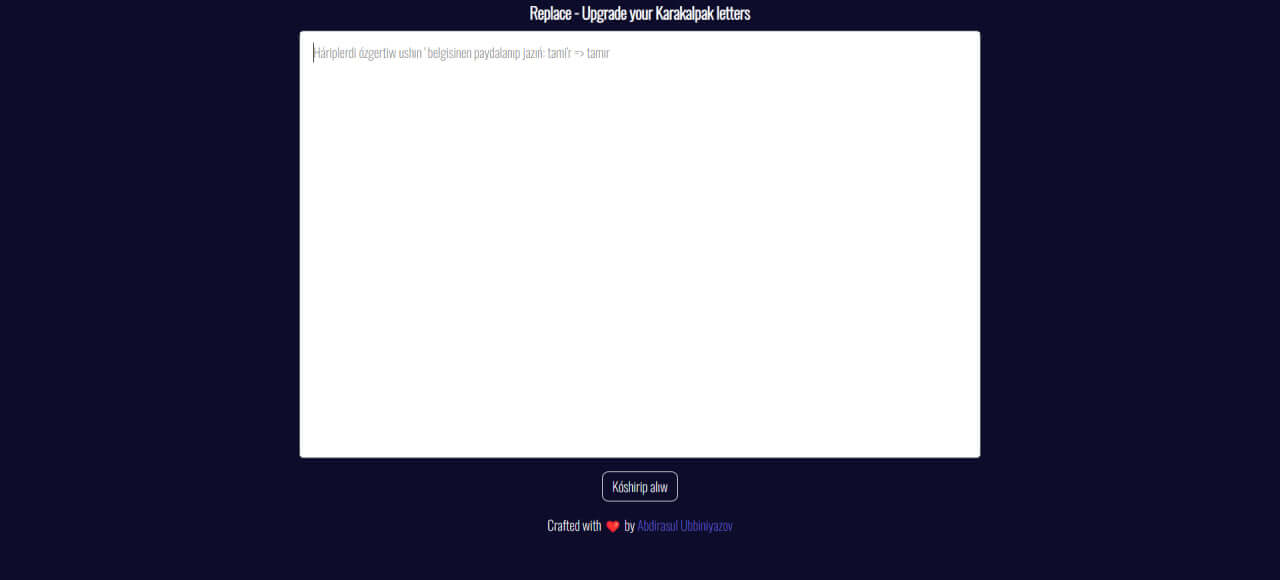 Replace - Upgrade your Karakalpak letters
Háriplerdi ózgertiw ushın ' belgisinen paydalanıp jazıń: tami'r => tamır
Kóshirip alıw
Crafted with ❤️ by Abdirasul Ubbiniyazov